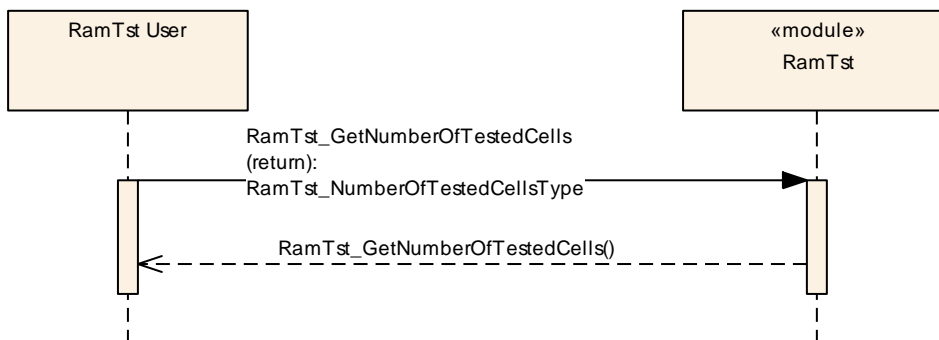 RamTst User
«module»
RamTst
RamTst_GetNumberOfTestedCells
(return):
RamTst_NumberOfTestedCellsType
RamTst_GetNumberOfTestedCells()